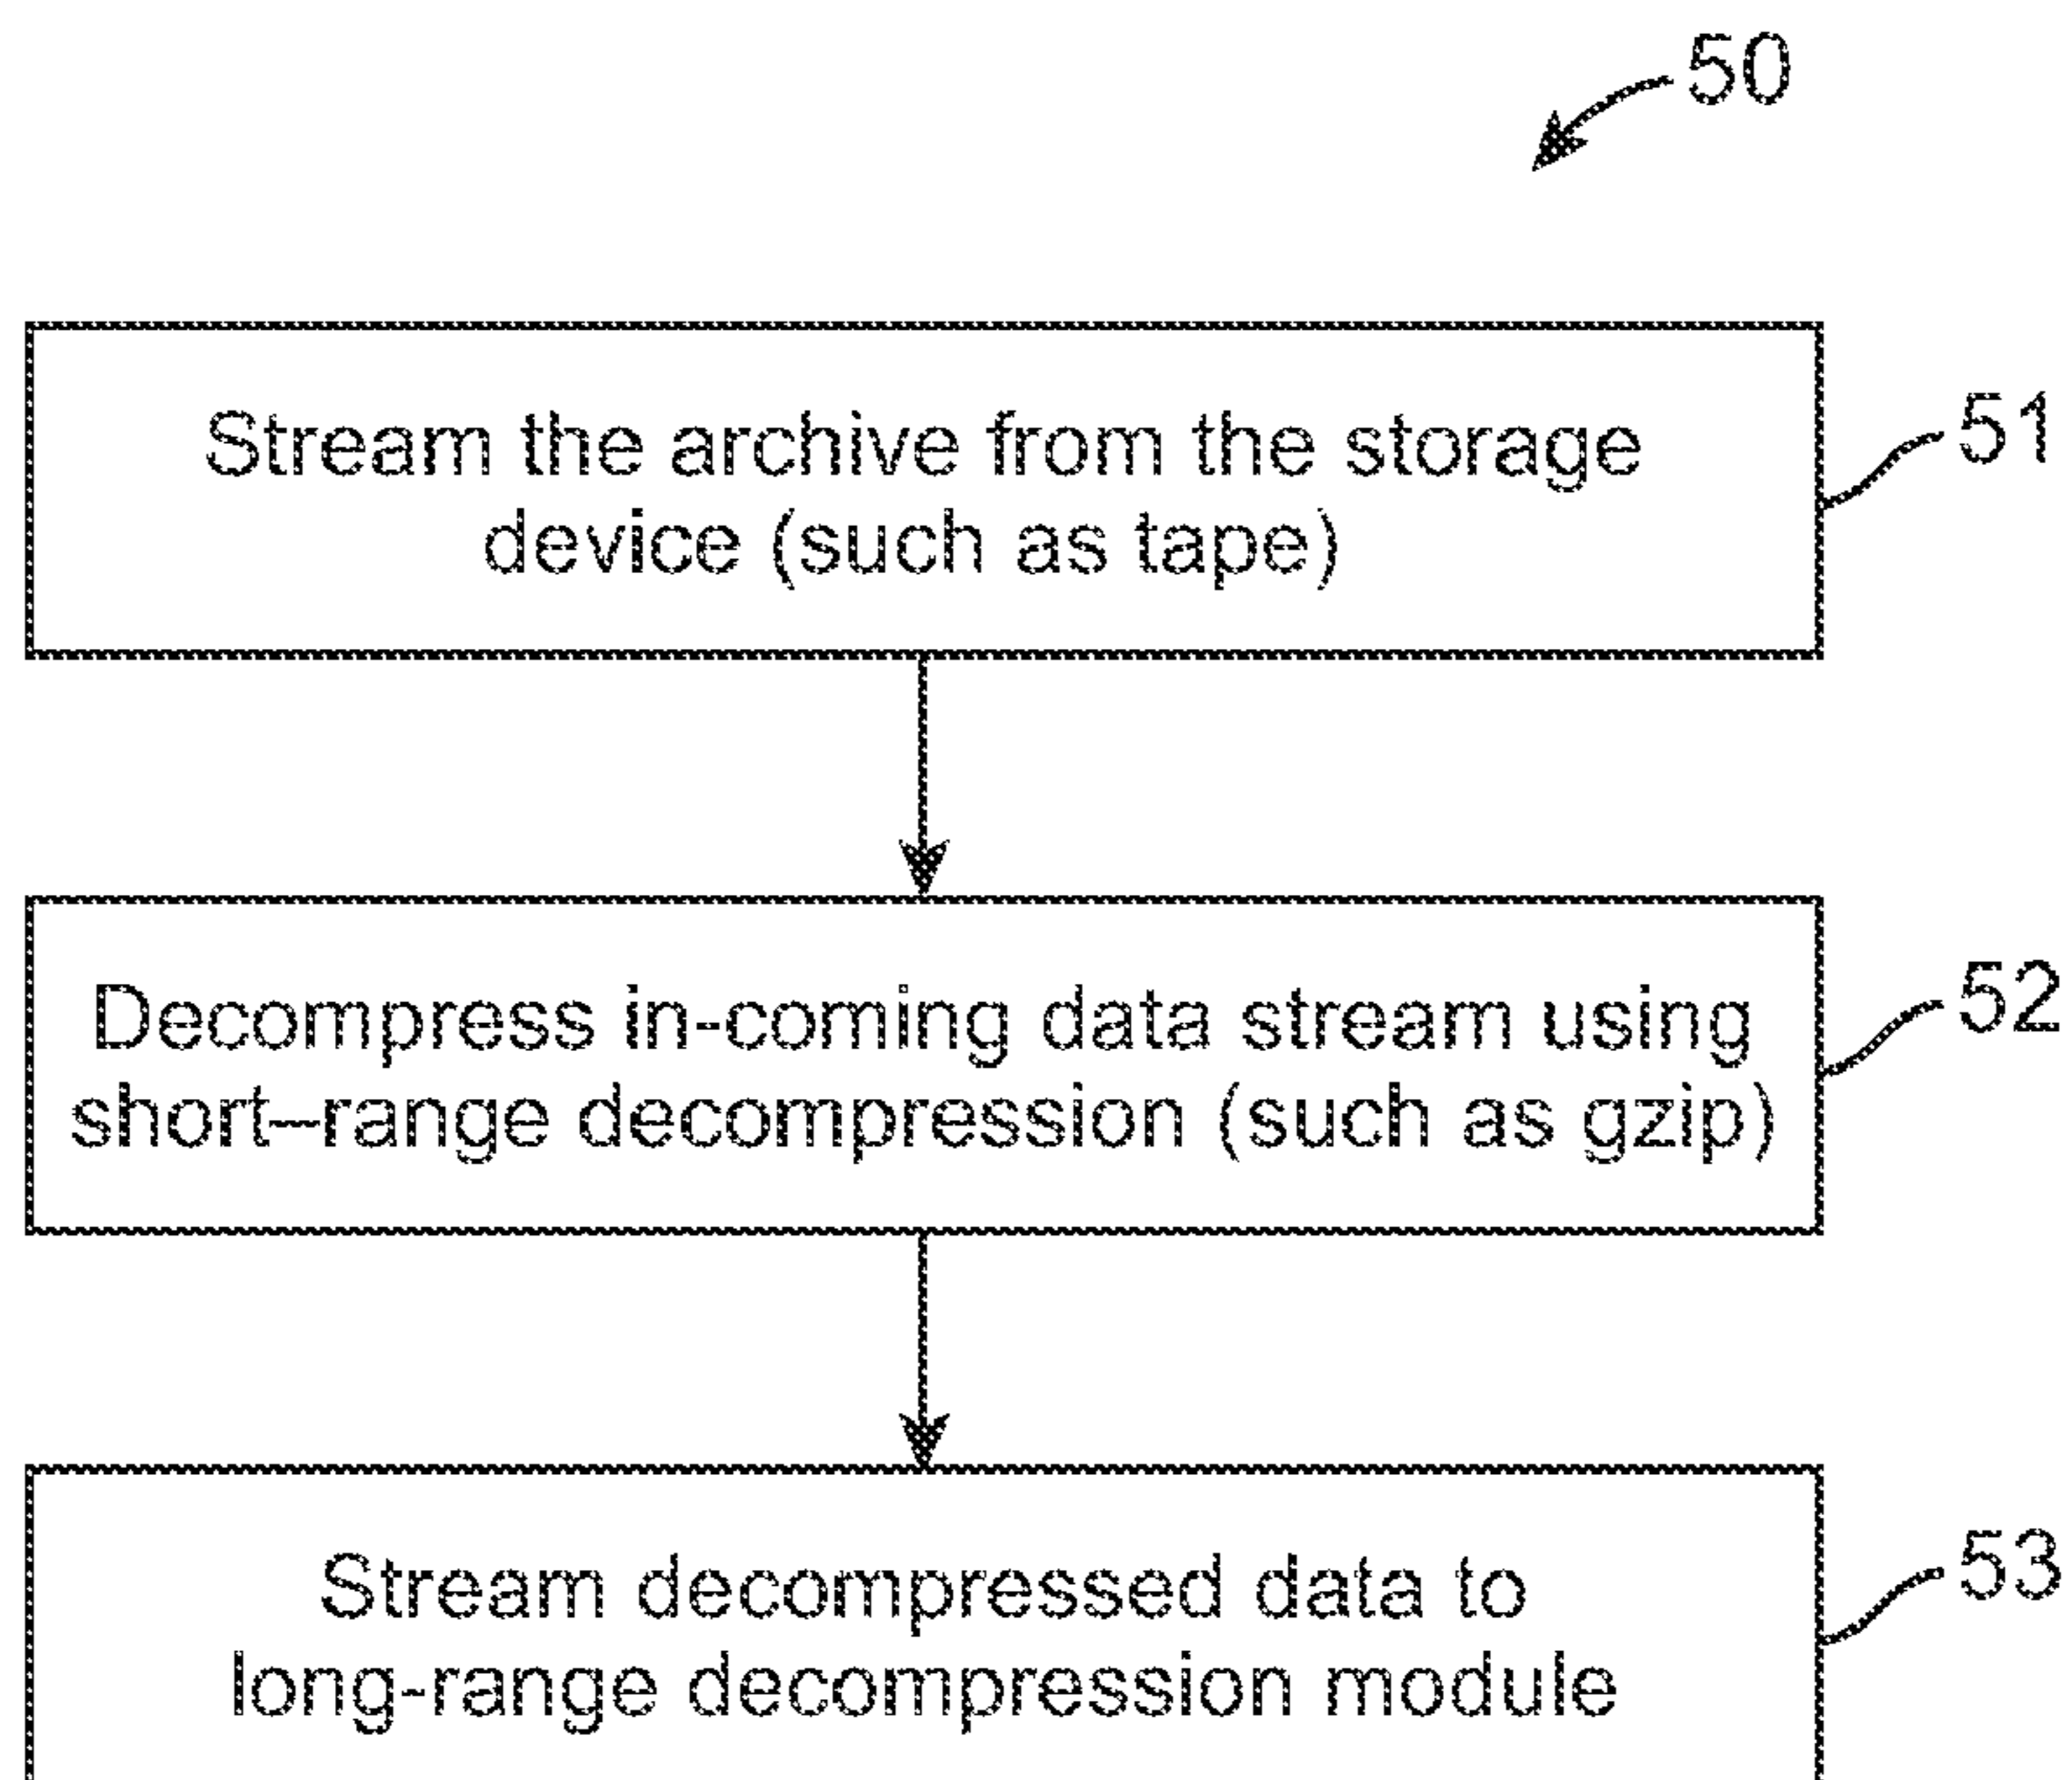 50
Stream the archive from the storage
device (such as tape)
51
Decompress in-coming data stream using
short–range decompression (such as gzip)
52
Stream decompressed data to
long-range decompression module
53